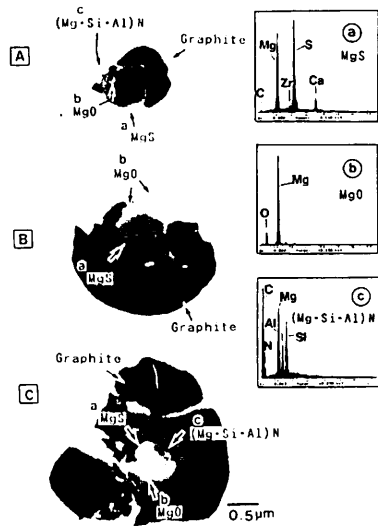 c
(Mg·Si·Al)N
Graphite
A
b
MgO
a
MgS
b
MgO
B
a
MgS
Graphite
Graphite
C
a
MgS
c
(Mg·Si·Al)N
b
MgO
0.5μm
a
MgS
Mg
S
Zr
Ca
C
b
MgO
Mg
O
c
(Mg·Si·Al)N
C
Mg
Al
N
Si